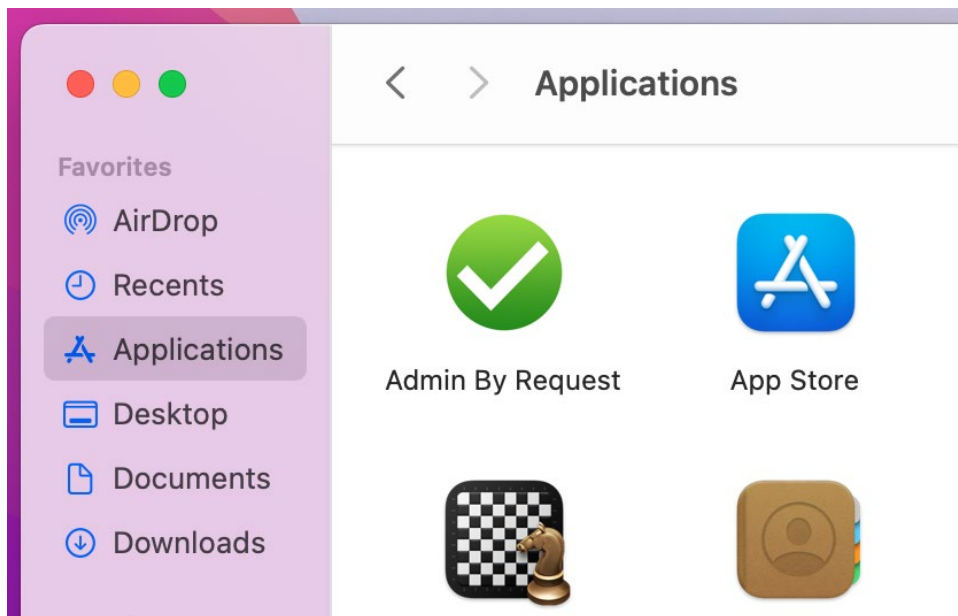 Applications
Favorites
AirDrop
Recents
Applications
Desktop
Documents
Downloads
Admin By Request
App Store